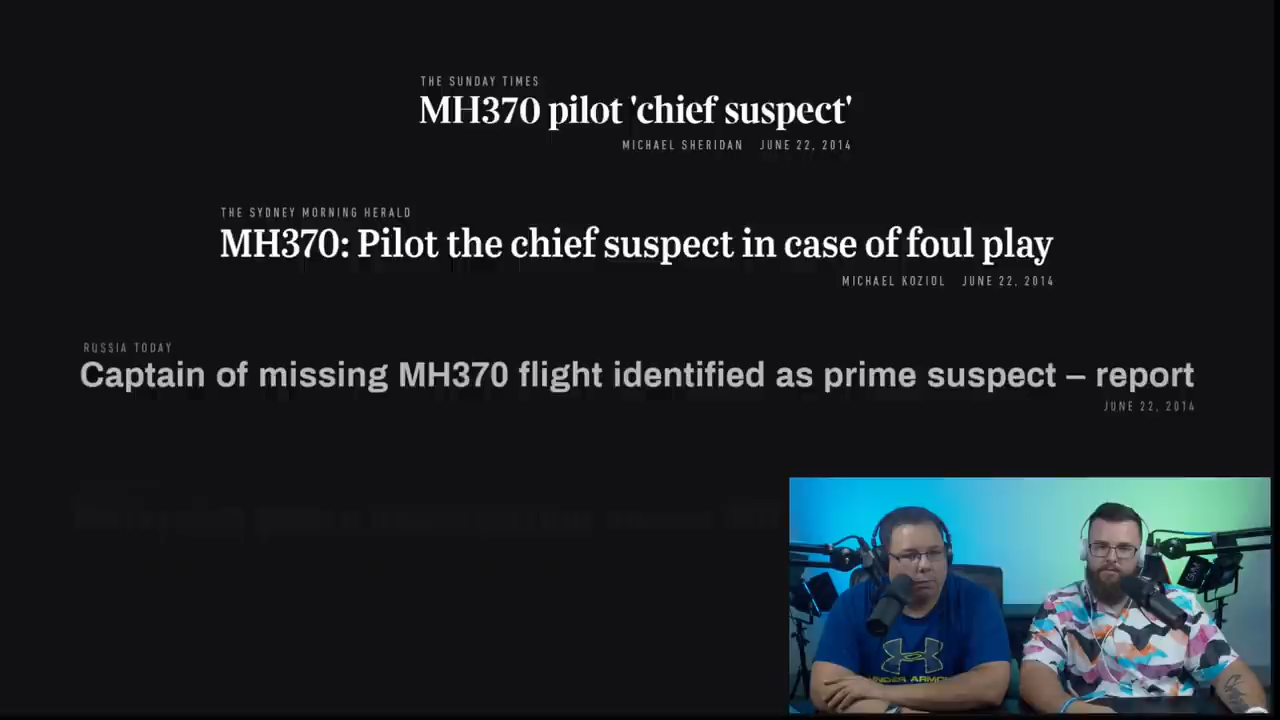 THE SUNDAY TIMES
MH370 pilot 'chief suspect'
MICHAEL SHERIDAN JUNE 22, 2014
THE SYDNEY MORNING HERALD
MH370: Pilot the chief suspect in case of foul play
MICHAEL KOZIOL JUNE 22, 2014
RUSSIA TODAY
Captain of missing MH370 flight identified as prime suspect – report
JUNE 22, 2014
UNDER ARMOUR